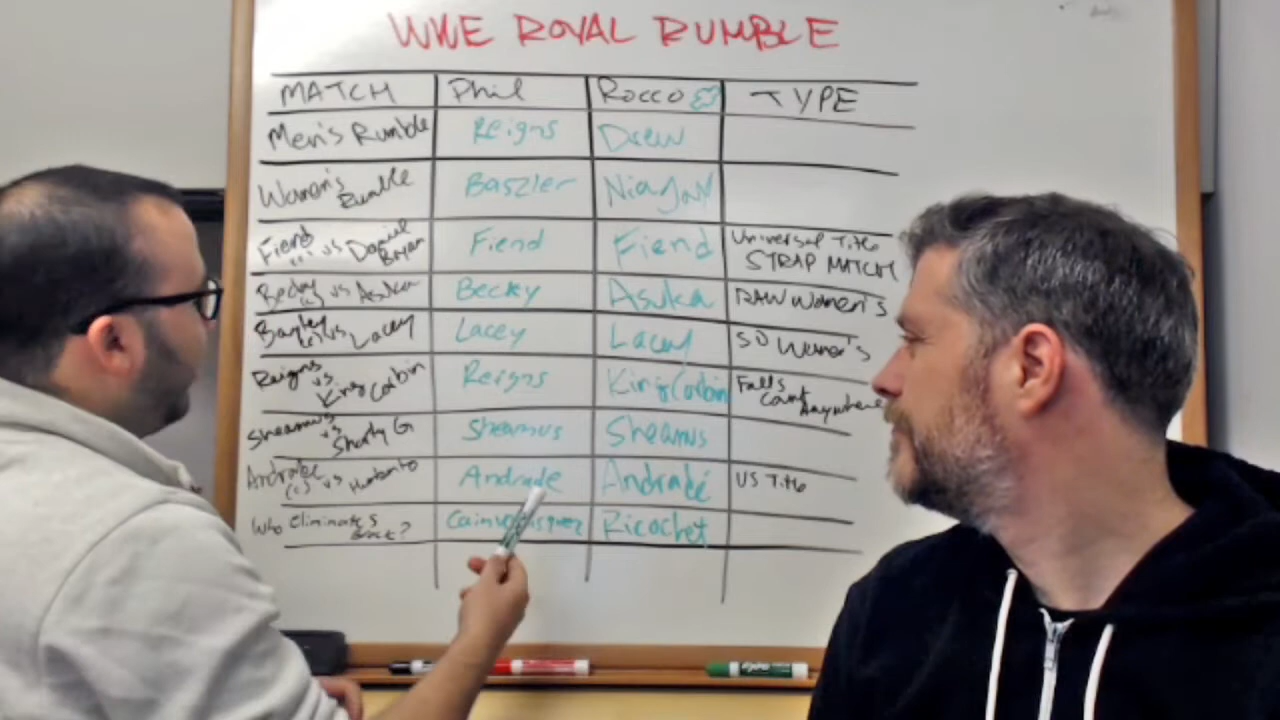 WWE ROYAL RUMBLE
MATCH Phil Rocco TYPE
Men's Rumble Reigns Drew
Women's Rumble Baszler Nia Jax
Fiend (c) vs Daniel Bryan Fiend Fiend Universal Title STRAP MATCH
Becky (c) vs Asuka Becky Asuka RAW Women's
Bayley (c) vs Lacey Lacey Lacey SD Women's
Reigns vs King Corbin Reigns King Corbin Falls Count Anywhere
Sheamus vs Shorty G Sheamus Sheamus
Andrade (c) vs Humberto Andrade Andradé US Title
Who Eliminates Brock? Cain Ricochet
EXPO